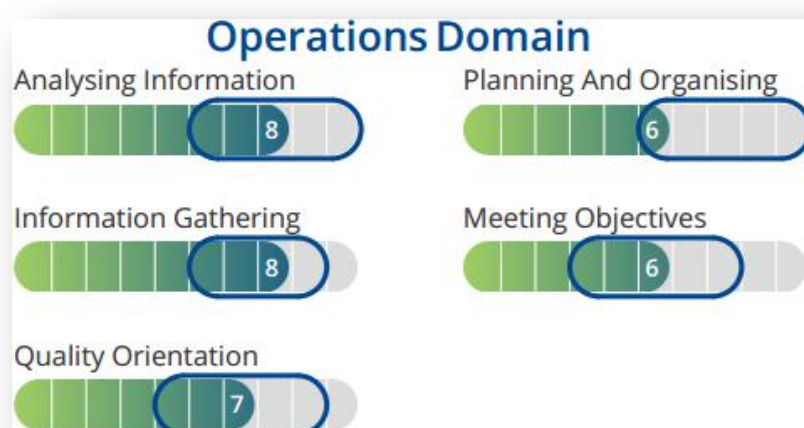 Operations Domain
Analysing Information
8
Planning And Organising
6
Information Gathering
8
Meeting Objectives
6
Quality Orientation
7